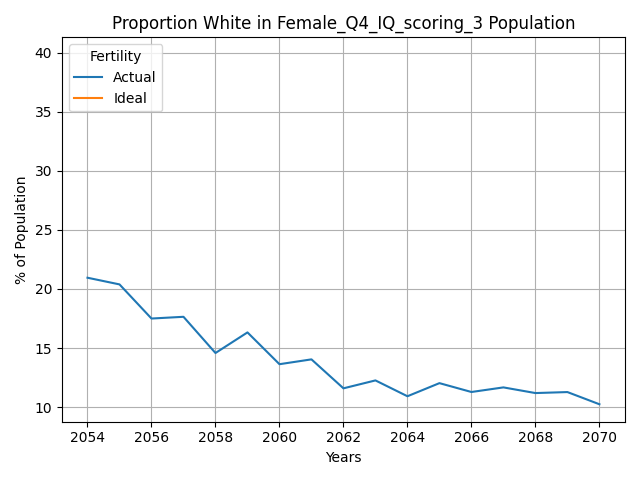 Proportion White in Female_Q4_IQ_scoring_3 Population
Fertility
Actual
Ideal
% of Population
40
35
30
25
20
15
10
2054 2056 2058 2060 2062 2064 2066 2068 2070
Years